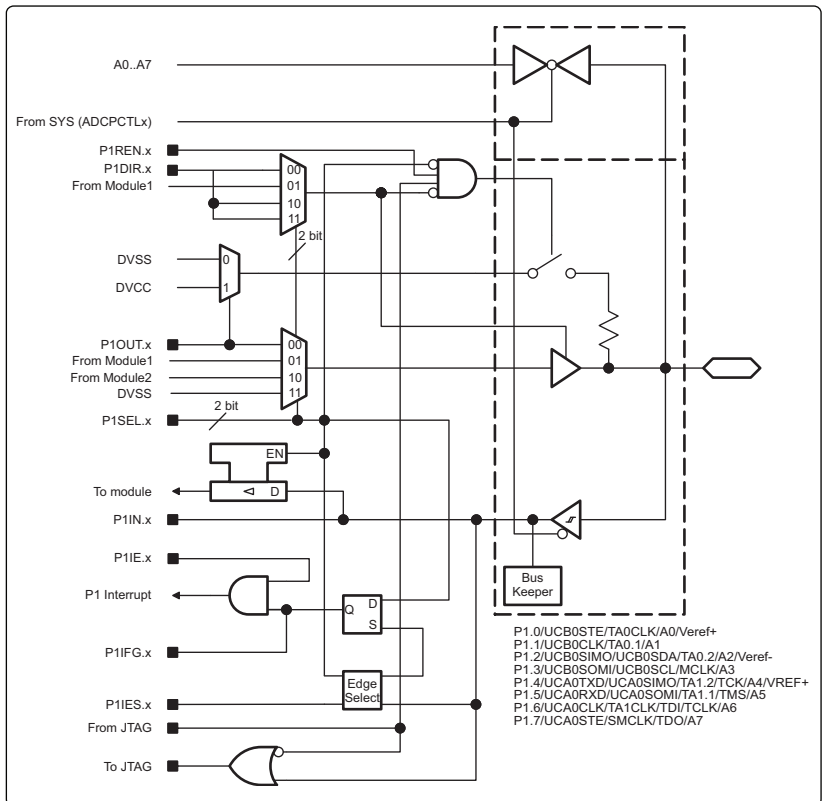 A0..A7
From SYS (ADCPCTLx)
P1REN.x
P1DIR.x
From Module1
00
01
10
11
2 bit
DVSS
DVCC
0
1
P1OUT.x
From Module1
From Module2
DVSS
00
01
10
11
P1SEL.x
2 bit
EN
To module
D
P1IN.x
P1IE.x
P1 Interrupt
Q
D
S
P1IFG.x
Edge
Select
P1IES.x
From JTAG
To JTAG
Bus
Keeper
P1.0/UCB0STE/TA0CLK/A0/Veref+
P1.1/UCB0CLK/TA0.1/A1
P1.2/UCB0SIMO/UCB0SDA/TA0.2/A2/Veref-
P1.3/UCB0SOMI/UCB0SCL/MCLK/A3
P1.4/UCA0TXD/UCA0SIMO/TA1.2/TCK/A4/VREF+
P1.5/UCA0RXD/UCA0SOMI/TA1.1/TMS/A5
P1.6/UCA0CLK/TA1CLK/TDI/TCLK/A6
P1.7/UCA0STE/SMCLK/TDO/A7